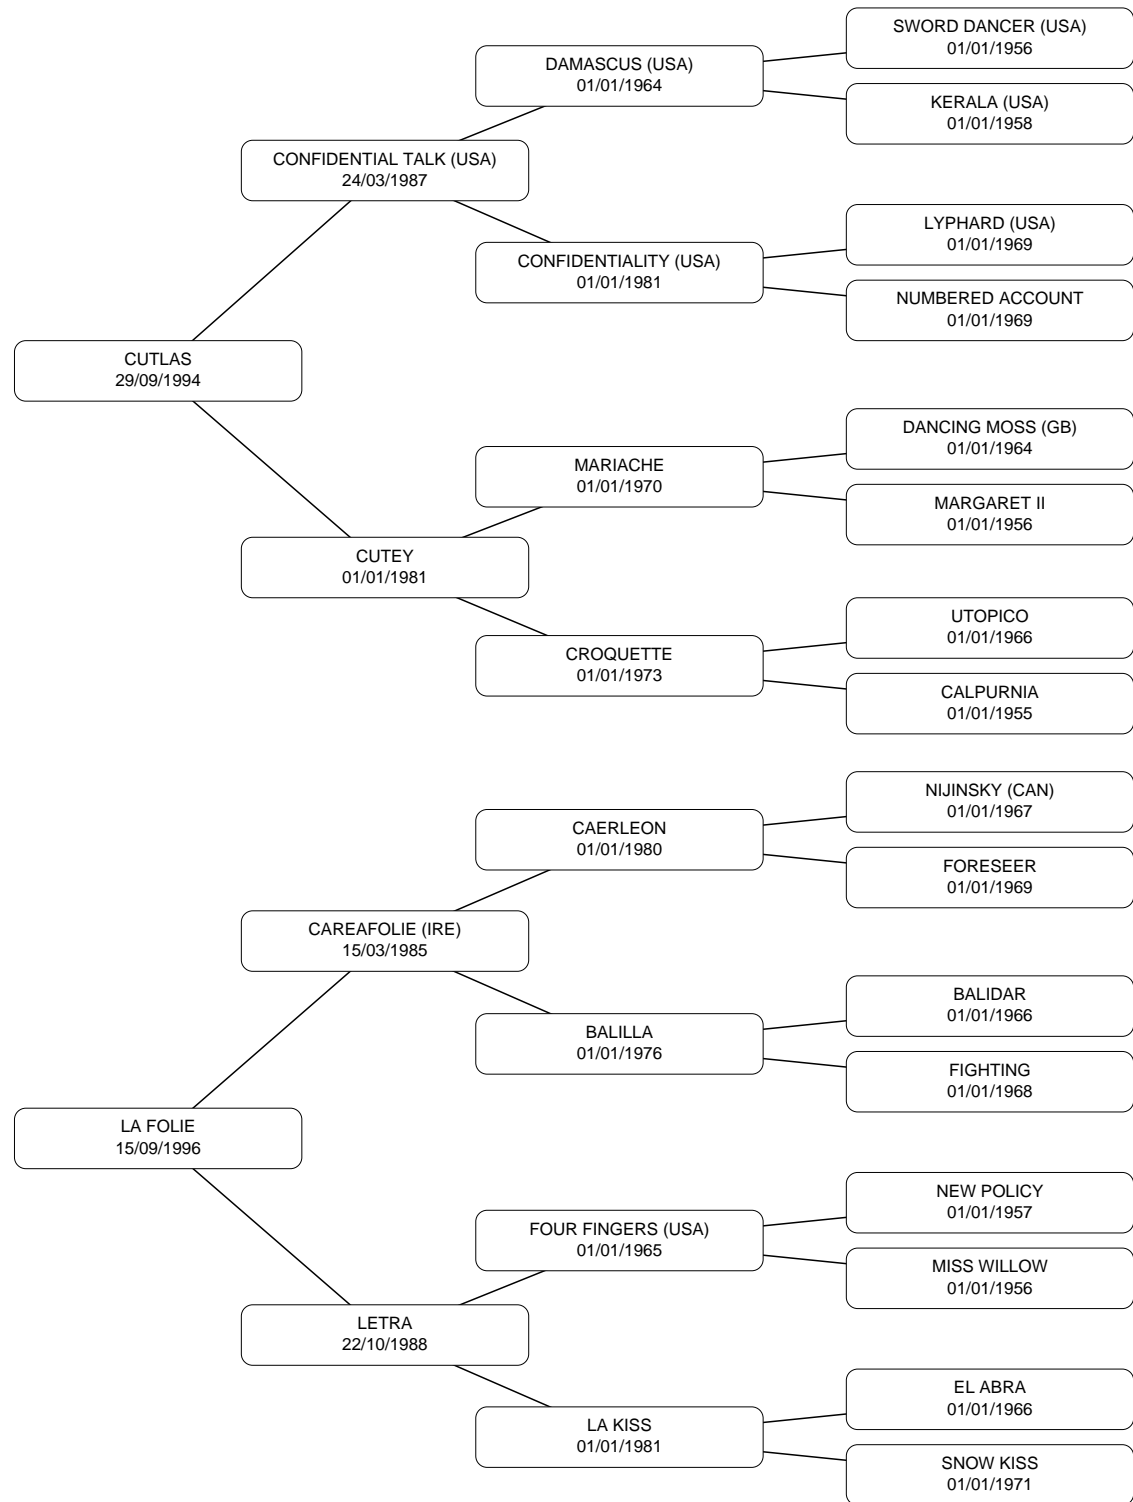 SWORD DANCER (USA)
01/01/1956
DAMASCUS (USA)
01/01/1964
KERALA (USA)
01/01/1958
CONFIDENTIAL TALK (USA)
24/03/1987
LYPHARD (USA)
01/01/1969
CONFIDENTIALITY (USA)
01/01/1981
NUMBERED ACCOUNT
01/01/1969
CUTLAS
29/09/1994
DANCING MOSS (GB)
01/01/1964
MARIACHE
01/01/1970
MARGARET II
01/01/1956
CUTEY
01/01/1981
UTOPICO
01/01/1966
CROQUETTE
01/01/1973
CALPURNIA
01/01/1955
NIJINSKY (CAN)
01/01/1967
CAERLEON
01/01/1980
FORESEER
01/01/1969
CAREAFOLIE (IRE)
15/03/1985
BALIDAR
01/01/1966
BALILLA
01/01/1976
FIGHTING
01/01/1968
LA FOLIE
15/09/1996
NEW POLICY
01/01/1957
FOUR FINGERS (USA)
01/01/1965
MISS WILLOW
01/01/1956
LETRA
22/10/1988
EL ABRA
01/01/1966
LA KISS
01/01/1981
SNOW KISS
01/01/1971